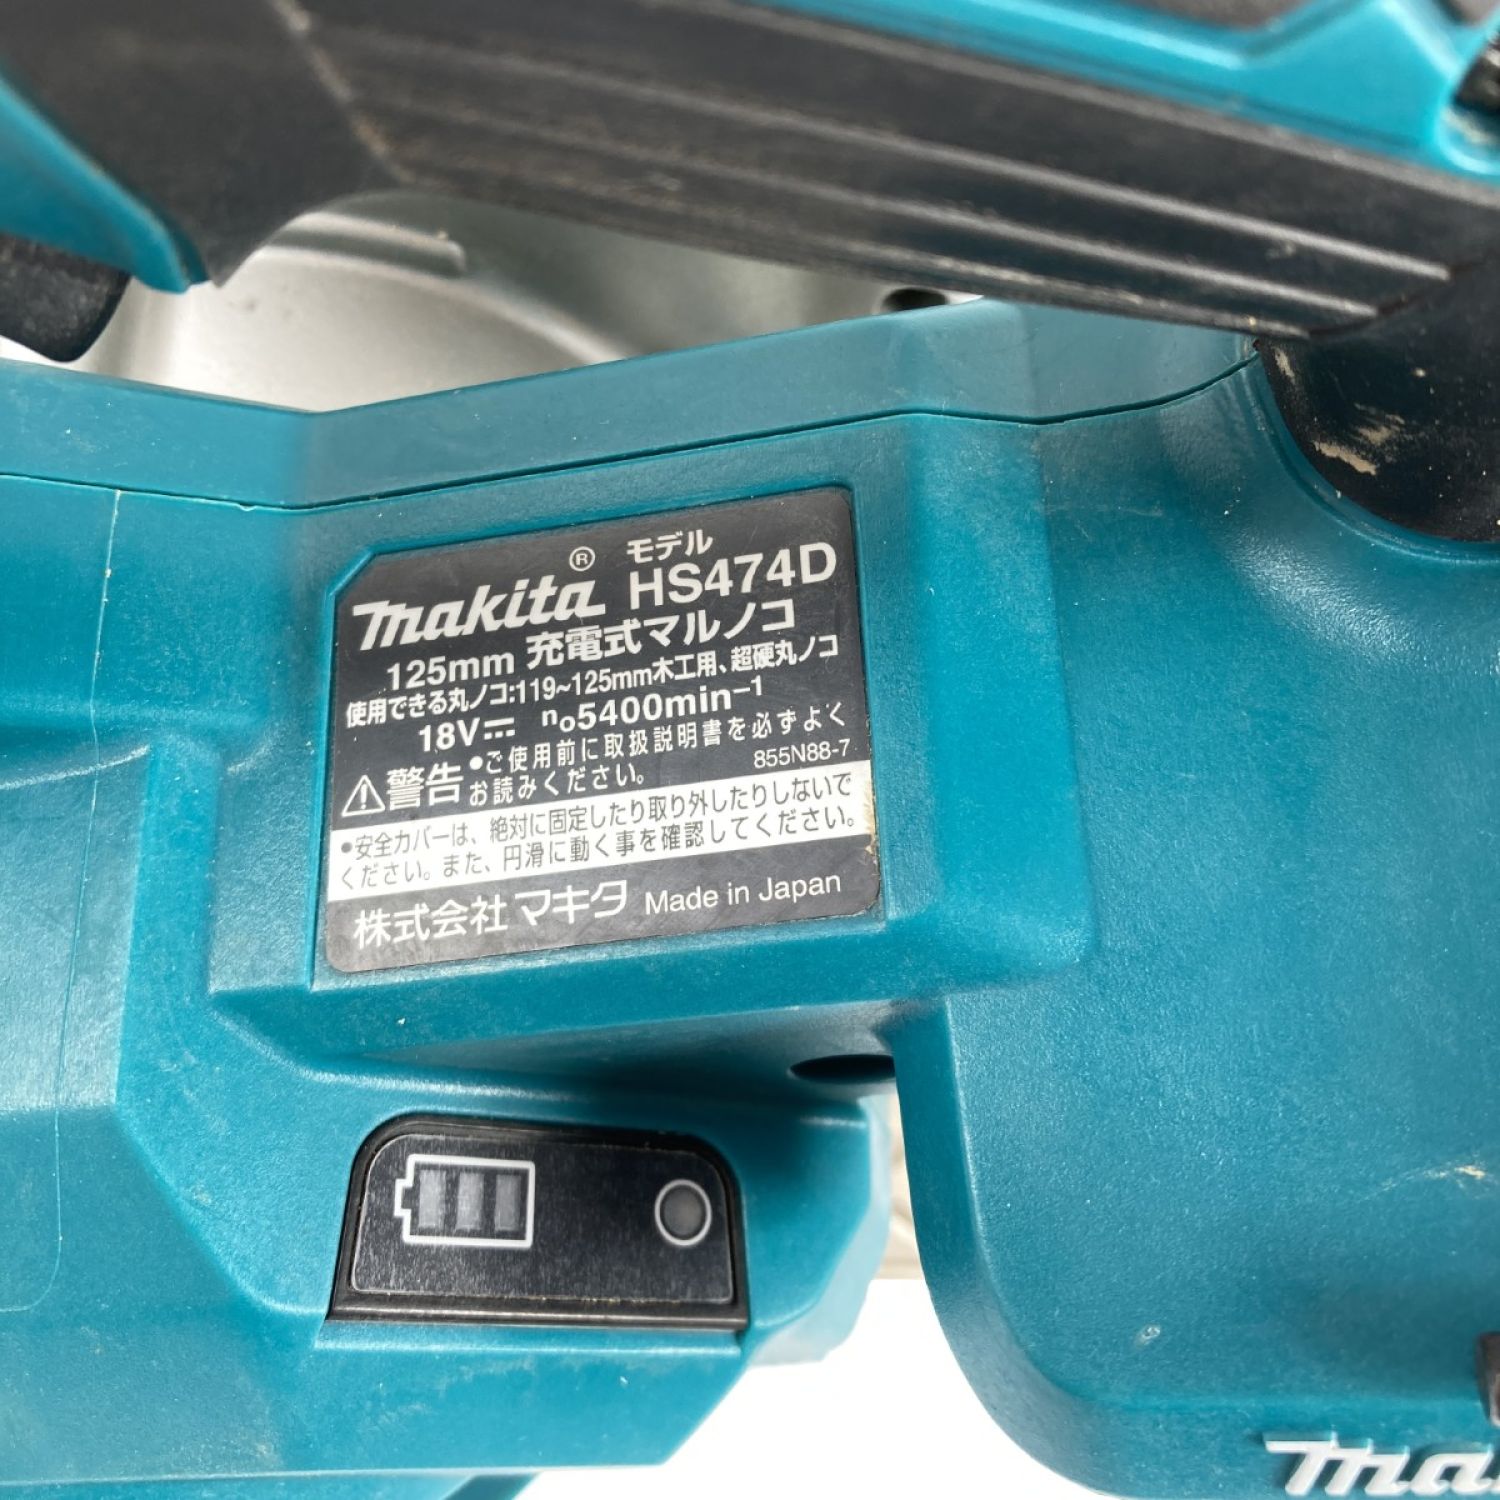 makita® モデル HS474D
125mm 充電式マルノコ
使用できる丸ノコ:119~125mm木工用、超硬丸ノコ
18V⎓ no5400min-1
⚠警告 •ご使用前に取扱説明書を必ずよく
お読みください。 855N88-7
•安全カバーは、絶対に固定したり取り外したりしないで
ください。また、円滑に動く事を確認してください。
株式会社マキタ Made in Japan